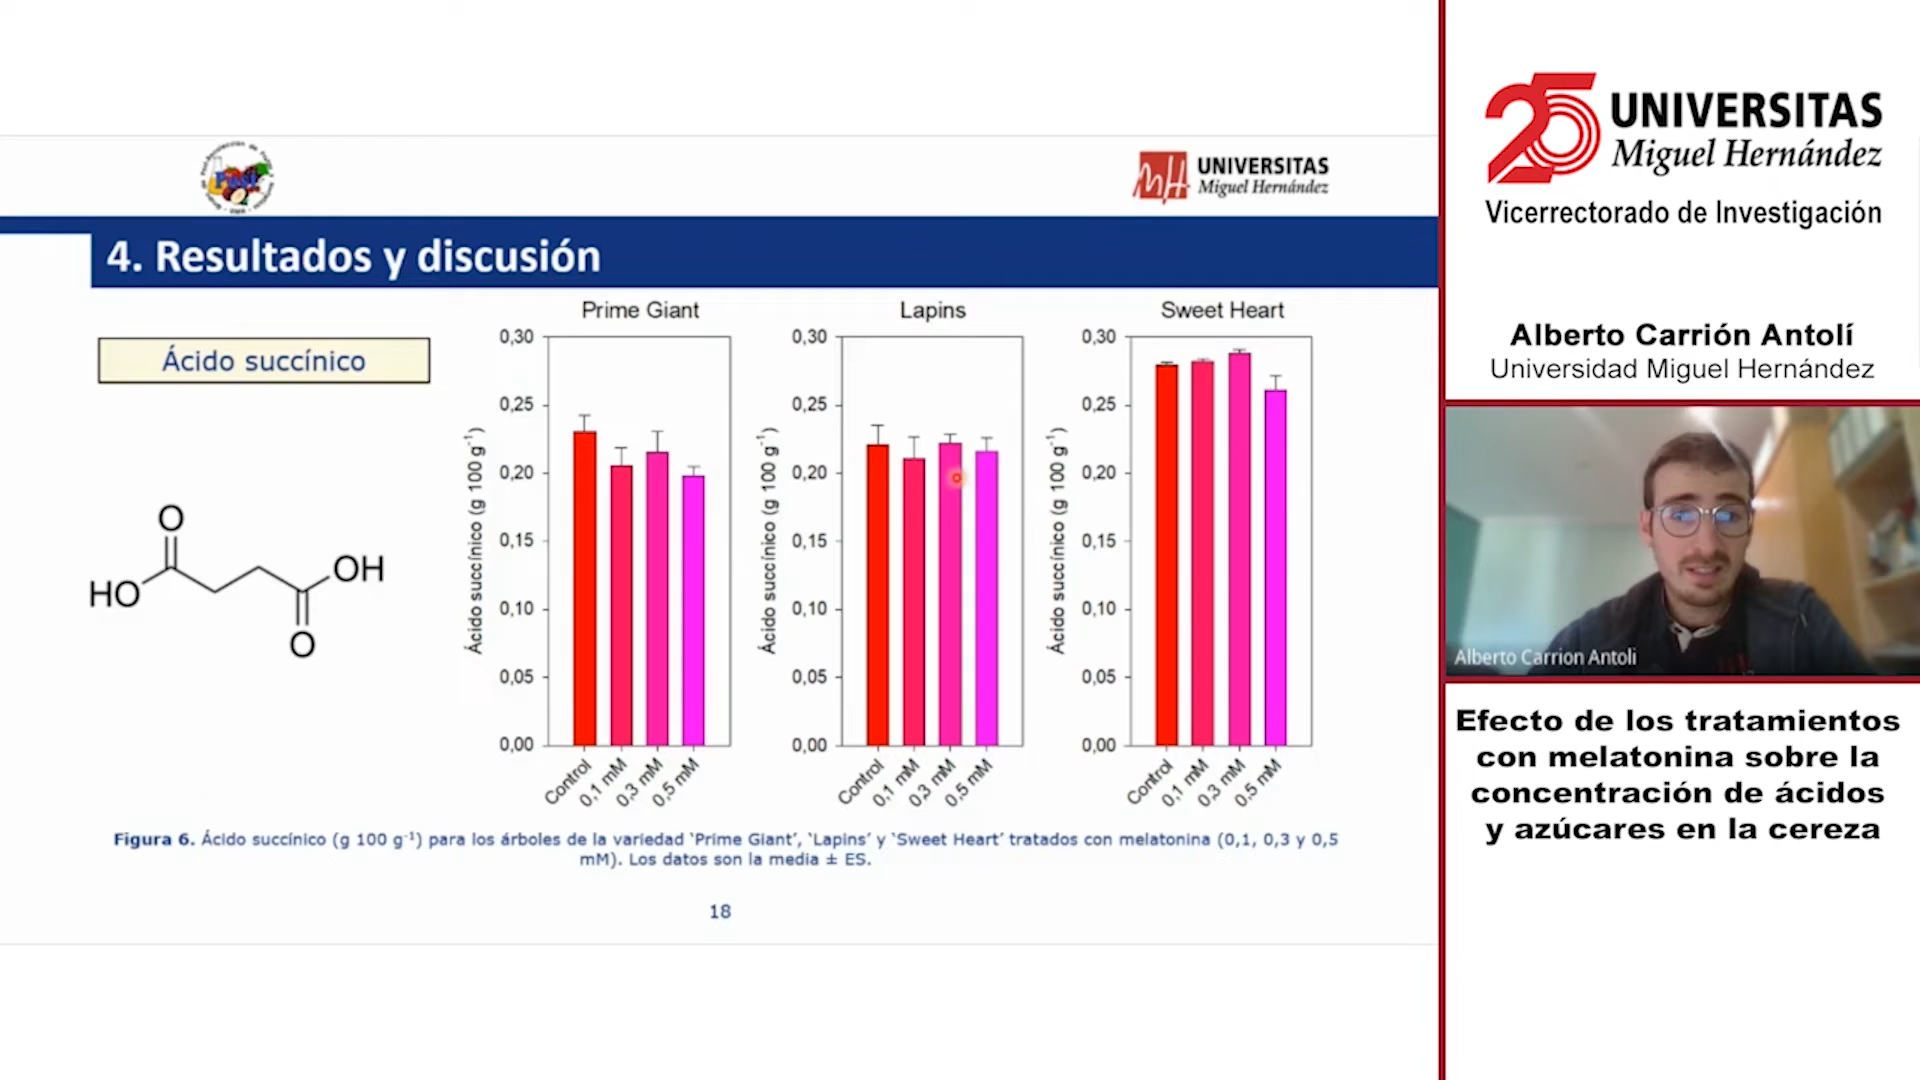 UNIVERSITAS
Miguel Hernández
4. Resultados y discusión
Ácido succínico
O
HO
OH
O
Prime Giant
Ácido succínico (g 100 g-1)
0,30
0,25
0,20
0,15
0,10
0,05
0,00
Control
0,1 mM
0,3 mM
0,5 mM
Lapins
Ácido succínico (g 100 g-1)
0,30
0,25
0,20
0,15
0,10
0,05
0,00
Control
0,1 mM
0,3 mM
0,5 mM
Sweet Heart
Ácido succínico (g 100 g-1)
0,30
0,25
0,20
0,15
0,10
0,05
0,00
Control
0,1 mM
0,3 mM
0,5 mM
Figura 6. Ácido succínico (g 100 g-1) para los árboles de la variedad ‘Prime Giant’, ‘Lapins’ y ‘Sweet Heart’ tratados con melatonina (0,1, 0,3 y 0,5
mM). Los datos son la media ± ES.
18
25 UNIVERSITAS
Miguel Hernández
Vicerrectorado de Investigación
Alberto Carrión Antolí
Universidad Miguel Hernández
Alberto Carrion Antoli
Efecto de los tratamientos
con melatonina sobre la
concentración de ácidos
y azúcares en la cereza